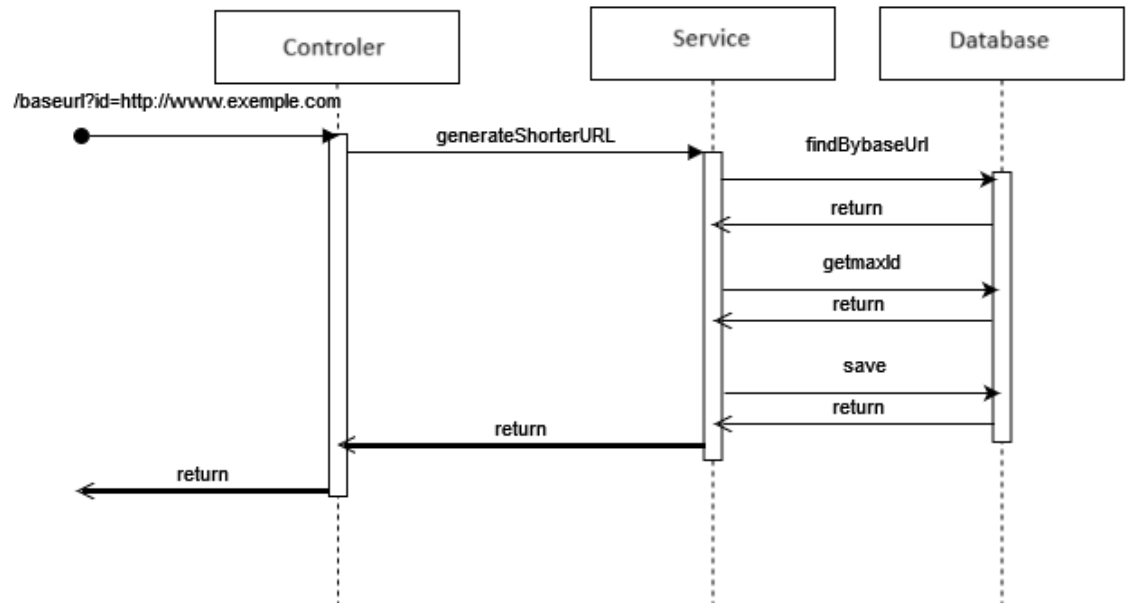 Controler
Service
Database
/baseurl?id=http://www.exemple.com
generateShorterURL
findBybaseUrl
return
getmaxId
return
save
return
return
return